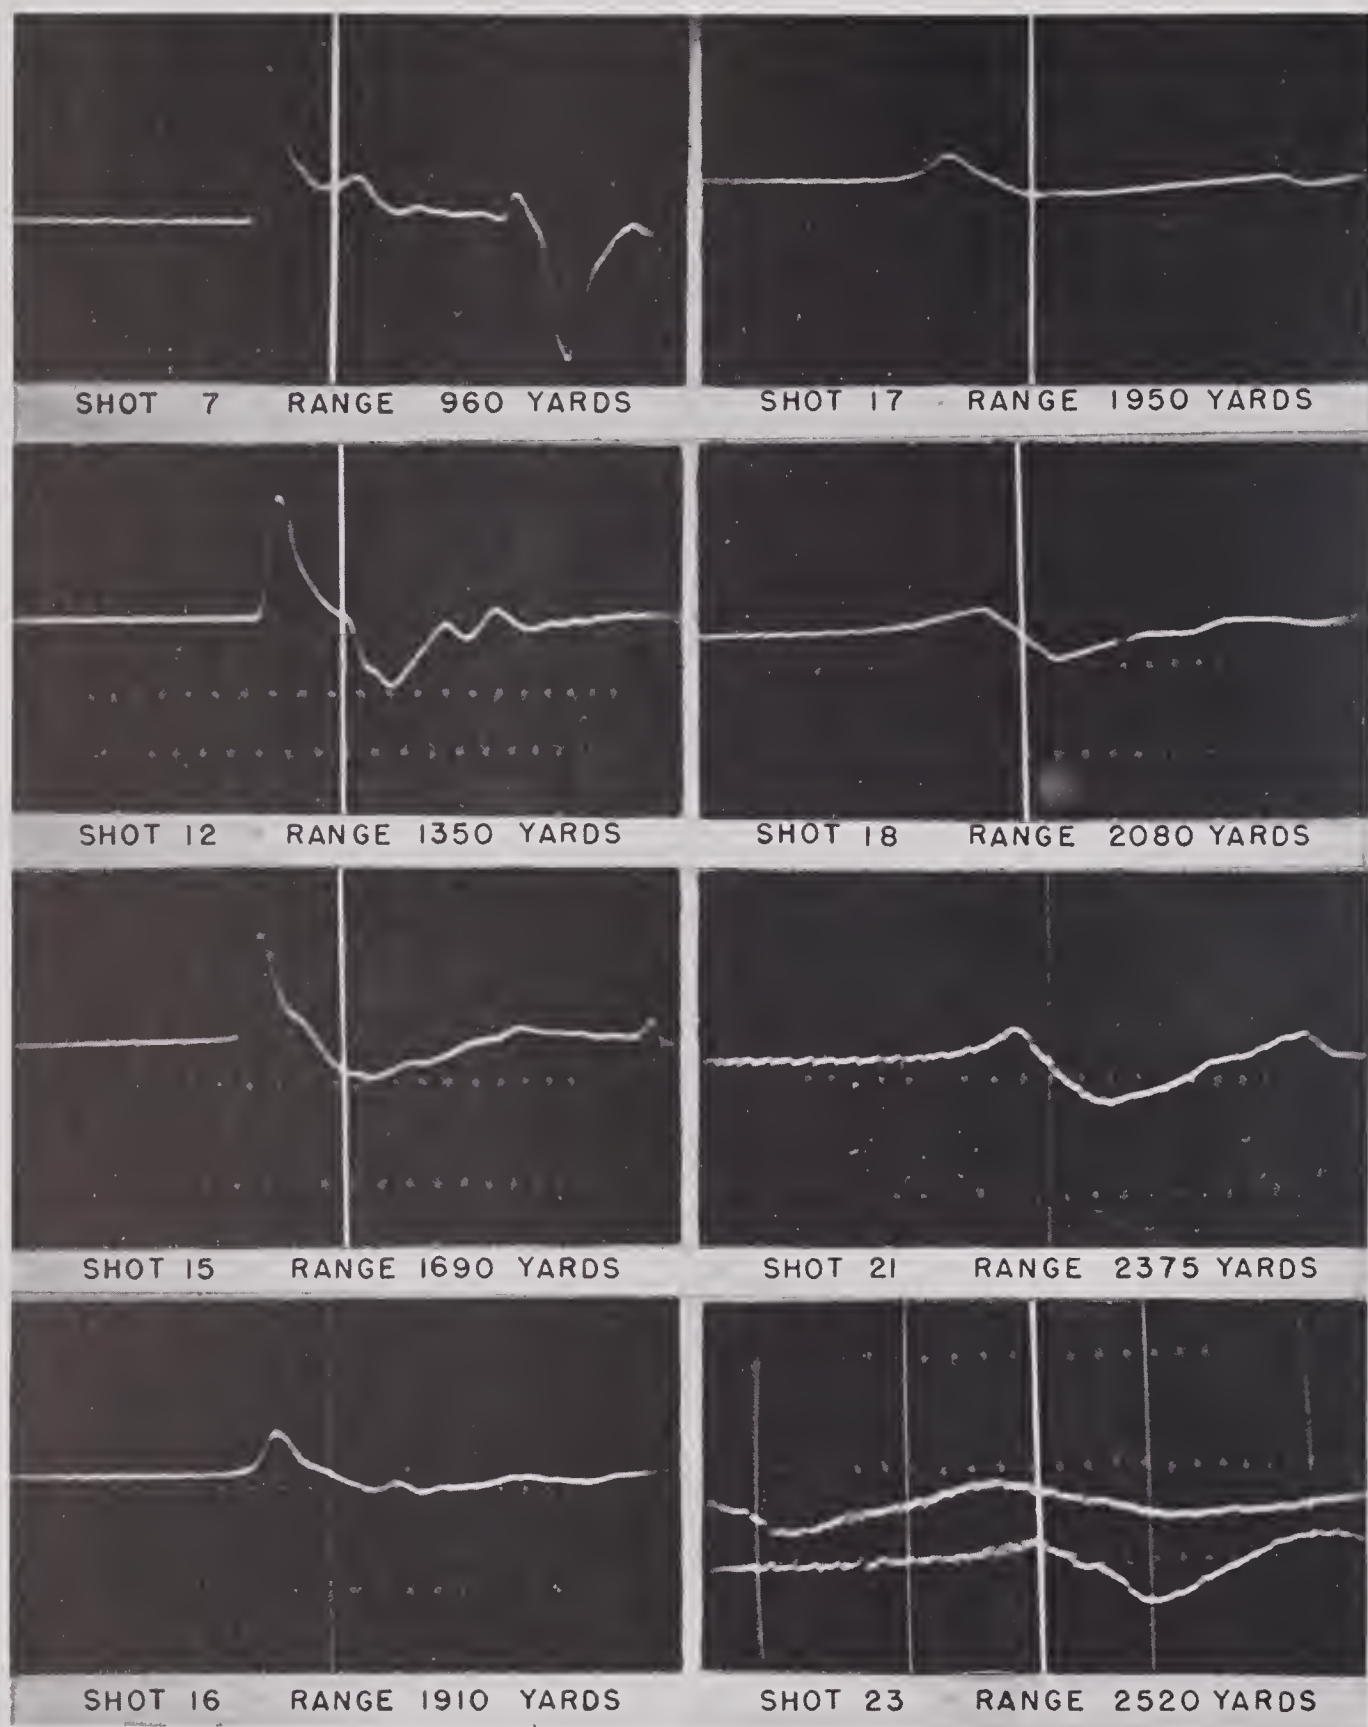 SHOT 7 RANGE 960 YARDS
SHOT 17 RANGE 1950 YARDS
SHOT 12 RANGE 1350 YARDS
SHOT 18 RANGE 2080 YARDS
SHOT 15 RANGE 1690 YARDS
SHOT 21 RANGE 2375 YARDS
SHOT 16 RANGE 1910 YARDS
SHOT 23 RANGE 2520 YARDS